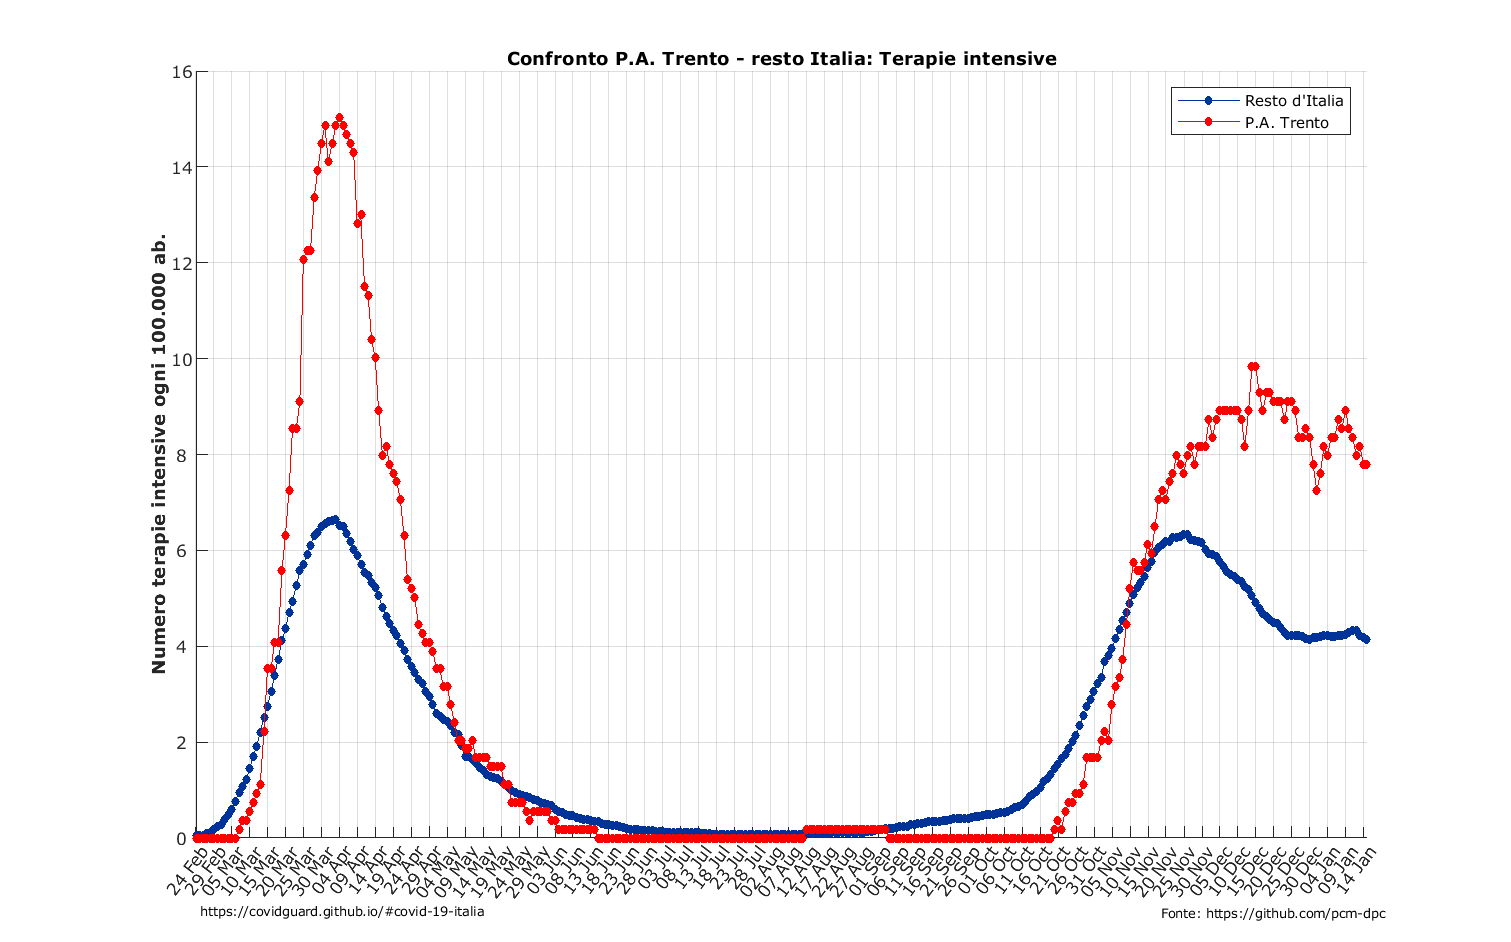 Confronto P.A. Trento - resto Italia: Terapie intensive
Resto d'Italia
P.A. Trento
Numero terapie intensive ogni 100.000 ab.
16
14
12
10
8
6
4
2
0
24 Feb
29 Feb
05 Mar
10 Mar
15 Mar
20 Mar
25 Mar
30 Mar
04 Apr
09 Apr
14 Apr
19 Apr
24 Apr
29 Apr
04 May
09 May
14 May
19 May
24 May
29 May
03 Jun
08 Jun
13 Jun
18 Jun
23 Jun
28 Jun
03 Jul
08 Jul
13 Jul
18 Jul
23 Jul
28 Jul
02 Aug
07 Aug
12 Aug
17 Aug
22 Aug
27 Aug
01 Sep
06 Sep
11 Sep
16 Sep
21 Sep
26 Sep
01 Oct
06 Oct
11 Oct
16 Oct
21 Oct
26 Oct
31 Oct
05 Nov
10 Nov
15 Nov
20 Nov
25 Nov
30 Nov
05 Dec
10 Dec
15 Dec
20 Dec
25 Dec
30 Dec
04 Jan
09 Jan
14 Jan
https://covidguard.github.io/#covid-19-italia
Fonte: https://github.com/pcm-dpc